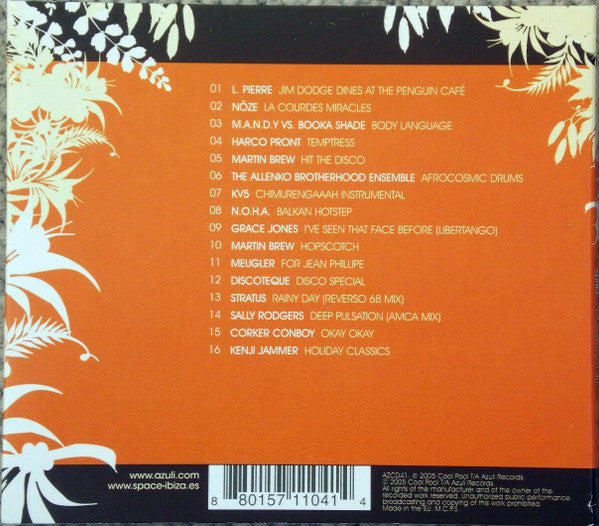 01 L. PIERRE JIM DODGE DINES AT THE PENGUIN CAFÉ
02 NÔZE LA COURDES MIRACLES
03 M.A.N.D.Y VS. BOOKA SHADE BODY LANGUAGE
04 HARCO PRONT TEMPTRESS
05 MARTIN BREW HIT THE DISCO
06 THE ALLENKO BROTHERHOOD ENSEMBLE AFROCOSMIC DRUMS
07 KV5 CHIMURENGAAAH INSTRUMENTAL
08 N.O.H.A. BALKAN HOTSTEP
09 GRACE JONES I'VE SEEN THAT FACE BEFORE (LIBERTANGO)
10 MARTIN BREW HOPSCOTCH
11 MEUGLER FOR JEAN PHILLIPE
12 DISCOTEQUE DISCO SPECIAL
13 STRATUS RAINY DAY (REVERSO 68 MIX)
14 SALLY RODGERS DEEP PULSATION (AMCA MIX)
15 CORKER CONBOY OKAY OKAY
16 KENJI JAMMER HOLIDAY CLASSICS
www.azuli.com
www.space-ibiza.es
8 80157 11041 4
AZCD41. ℗ 2005 Cool Pool T/A Azuli Records.
© 2005 Cool Pool T/A Azuli Records.
All rights of the manufacturer and of the owner of the
recorded work reserved. Unauthorized public performance,
broadcasting and copying of this work prohibited.
Made in the EU. M.C.P.S.